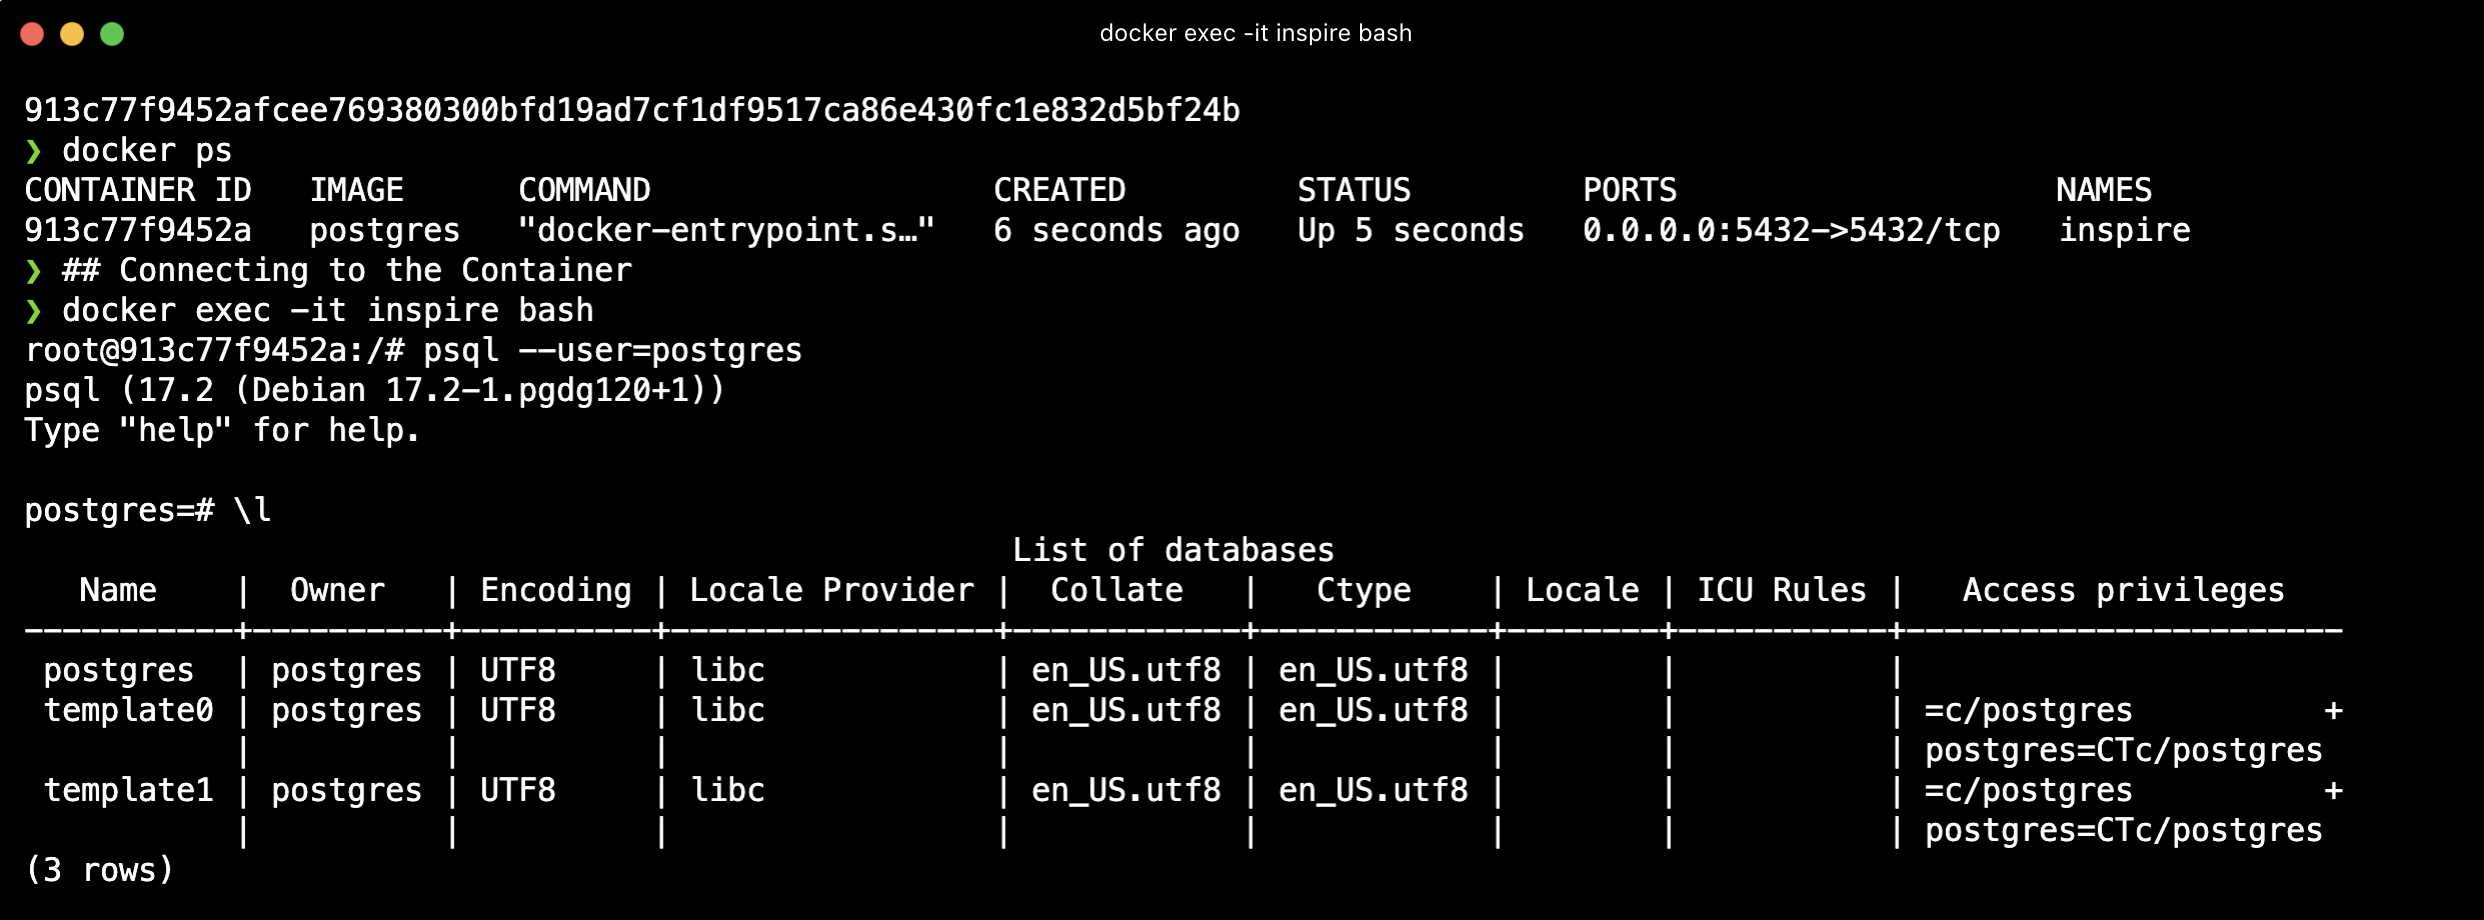 docker exec -it inspire bash
913c77f9452afcee769380300bfd19ad7cf1df9517ca86e430fc1e832d5bf24b
❯ docker ps
CONTAINER ID   IMAGE      COMMAND                  CREATED         STATUS         PORTS                    NAMES
913c77f9452a   postgres   "docker-entrypoint.s…"   6 seconds ago   Up 5 seconds   0.0.0.0:5432->5432/tcp   inspire
❯ ## Connecting to the Container
❯ docker exec -it inspire bash
root@913c77f9452a:/# psql --user=postgres
psql (17.2 (Debian 17.2-1.pgdg120+1))
Type "help" for help.

postgres=# \l
                                                    List of databases
   Name    |  Owner   | Encoding | Locale Provider |  Collate   |   Ctype    | Locale | ICU Rules |   Access privileges
-----------+----------+----------+-----------------+------------+------------+--------+-----------+-----------------------
 postgres  | postgres | UTF8     | libc            | en_US.utf8 | en_US.utf8 |        |           |
 template0 | postgres | UTF8     | libc            | en_US.utf8 | en_US.utf8 |        |           | =c/postgres          +
           |          |          |                 |            |            |        |           | postgres=CTc/postgres
 template1 | postgres | UTF8     | libc            | en_US.utf8 | en_US.utf8 |        |           | =c/postgres          +
           |          |          |                 |            |            |        |           | postgres=CTc/postgres
(3 rows)